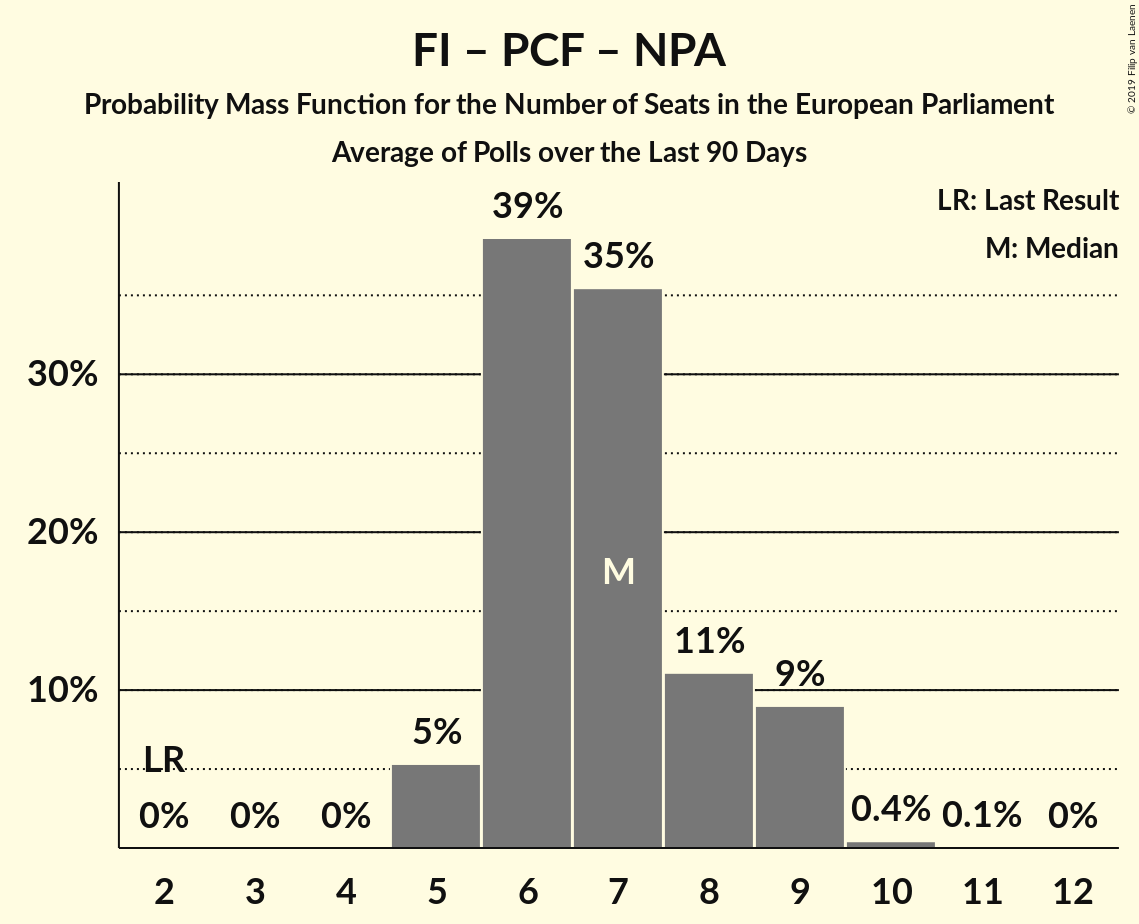 FI – PCF – NPA
Probability Mass Function for the Number of Seats in the European Parliament
Average of Polls over the Last 90 Days
© 2019 Filip van Laenen
LR: Last Result
M: Median
39%
35%
30%
20%
M
11%
9%
10%
5%
LR
0% 0% 0% 0.4% 0.1% 0%
2 3 4 5 6 7 8 9 10 11 12